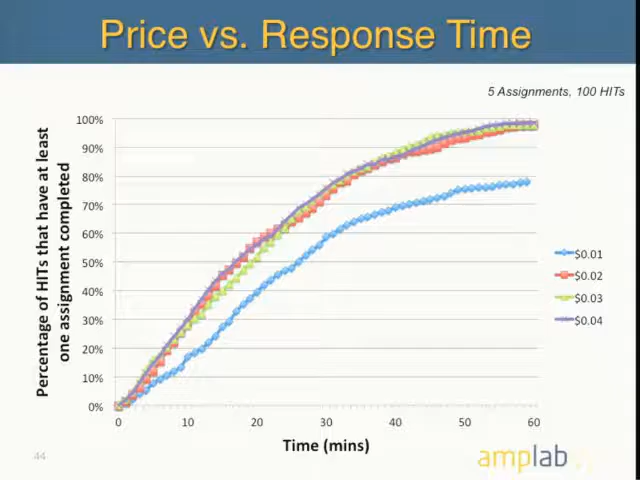 Price vs. Response Time
5 Assignments, 100 HITs
Percentage of HITs that have at least
one assignment completed
100%
90%
80%
70%
60%
50%
40%
30%
20%
10%
0%
0 10 20 30 40 50 60
Time (mins)
$0.01
$0.02
$0.03
$0.04
44
amplab